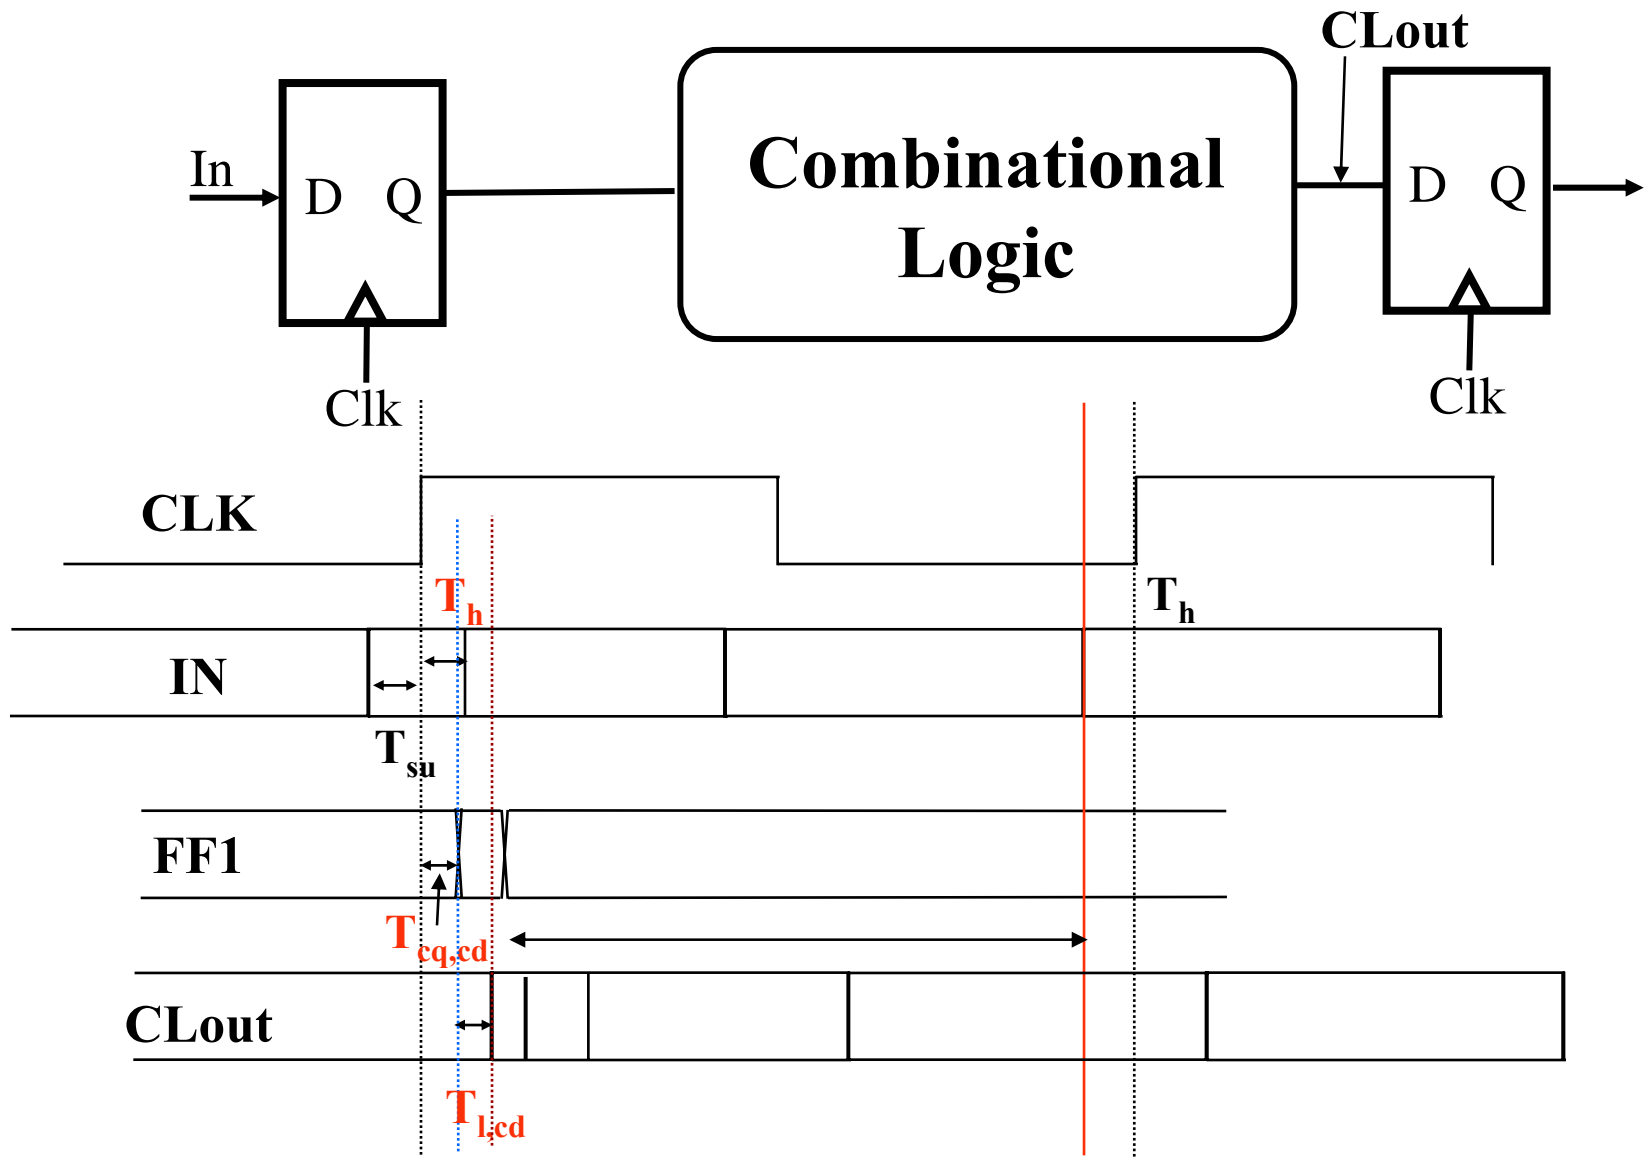 CLout
In
D Q
Combinational
Logic
D Q
Clk
Clk
CLK
Th
Th
IN
Tsu
FF1
Tcq,cd
CLout
Tl,cd